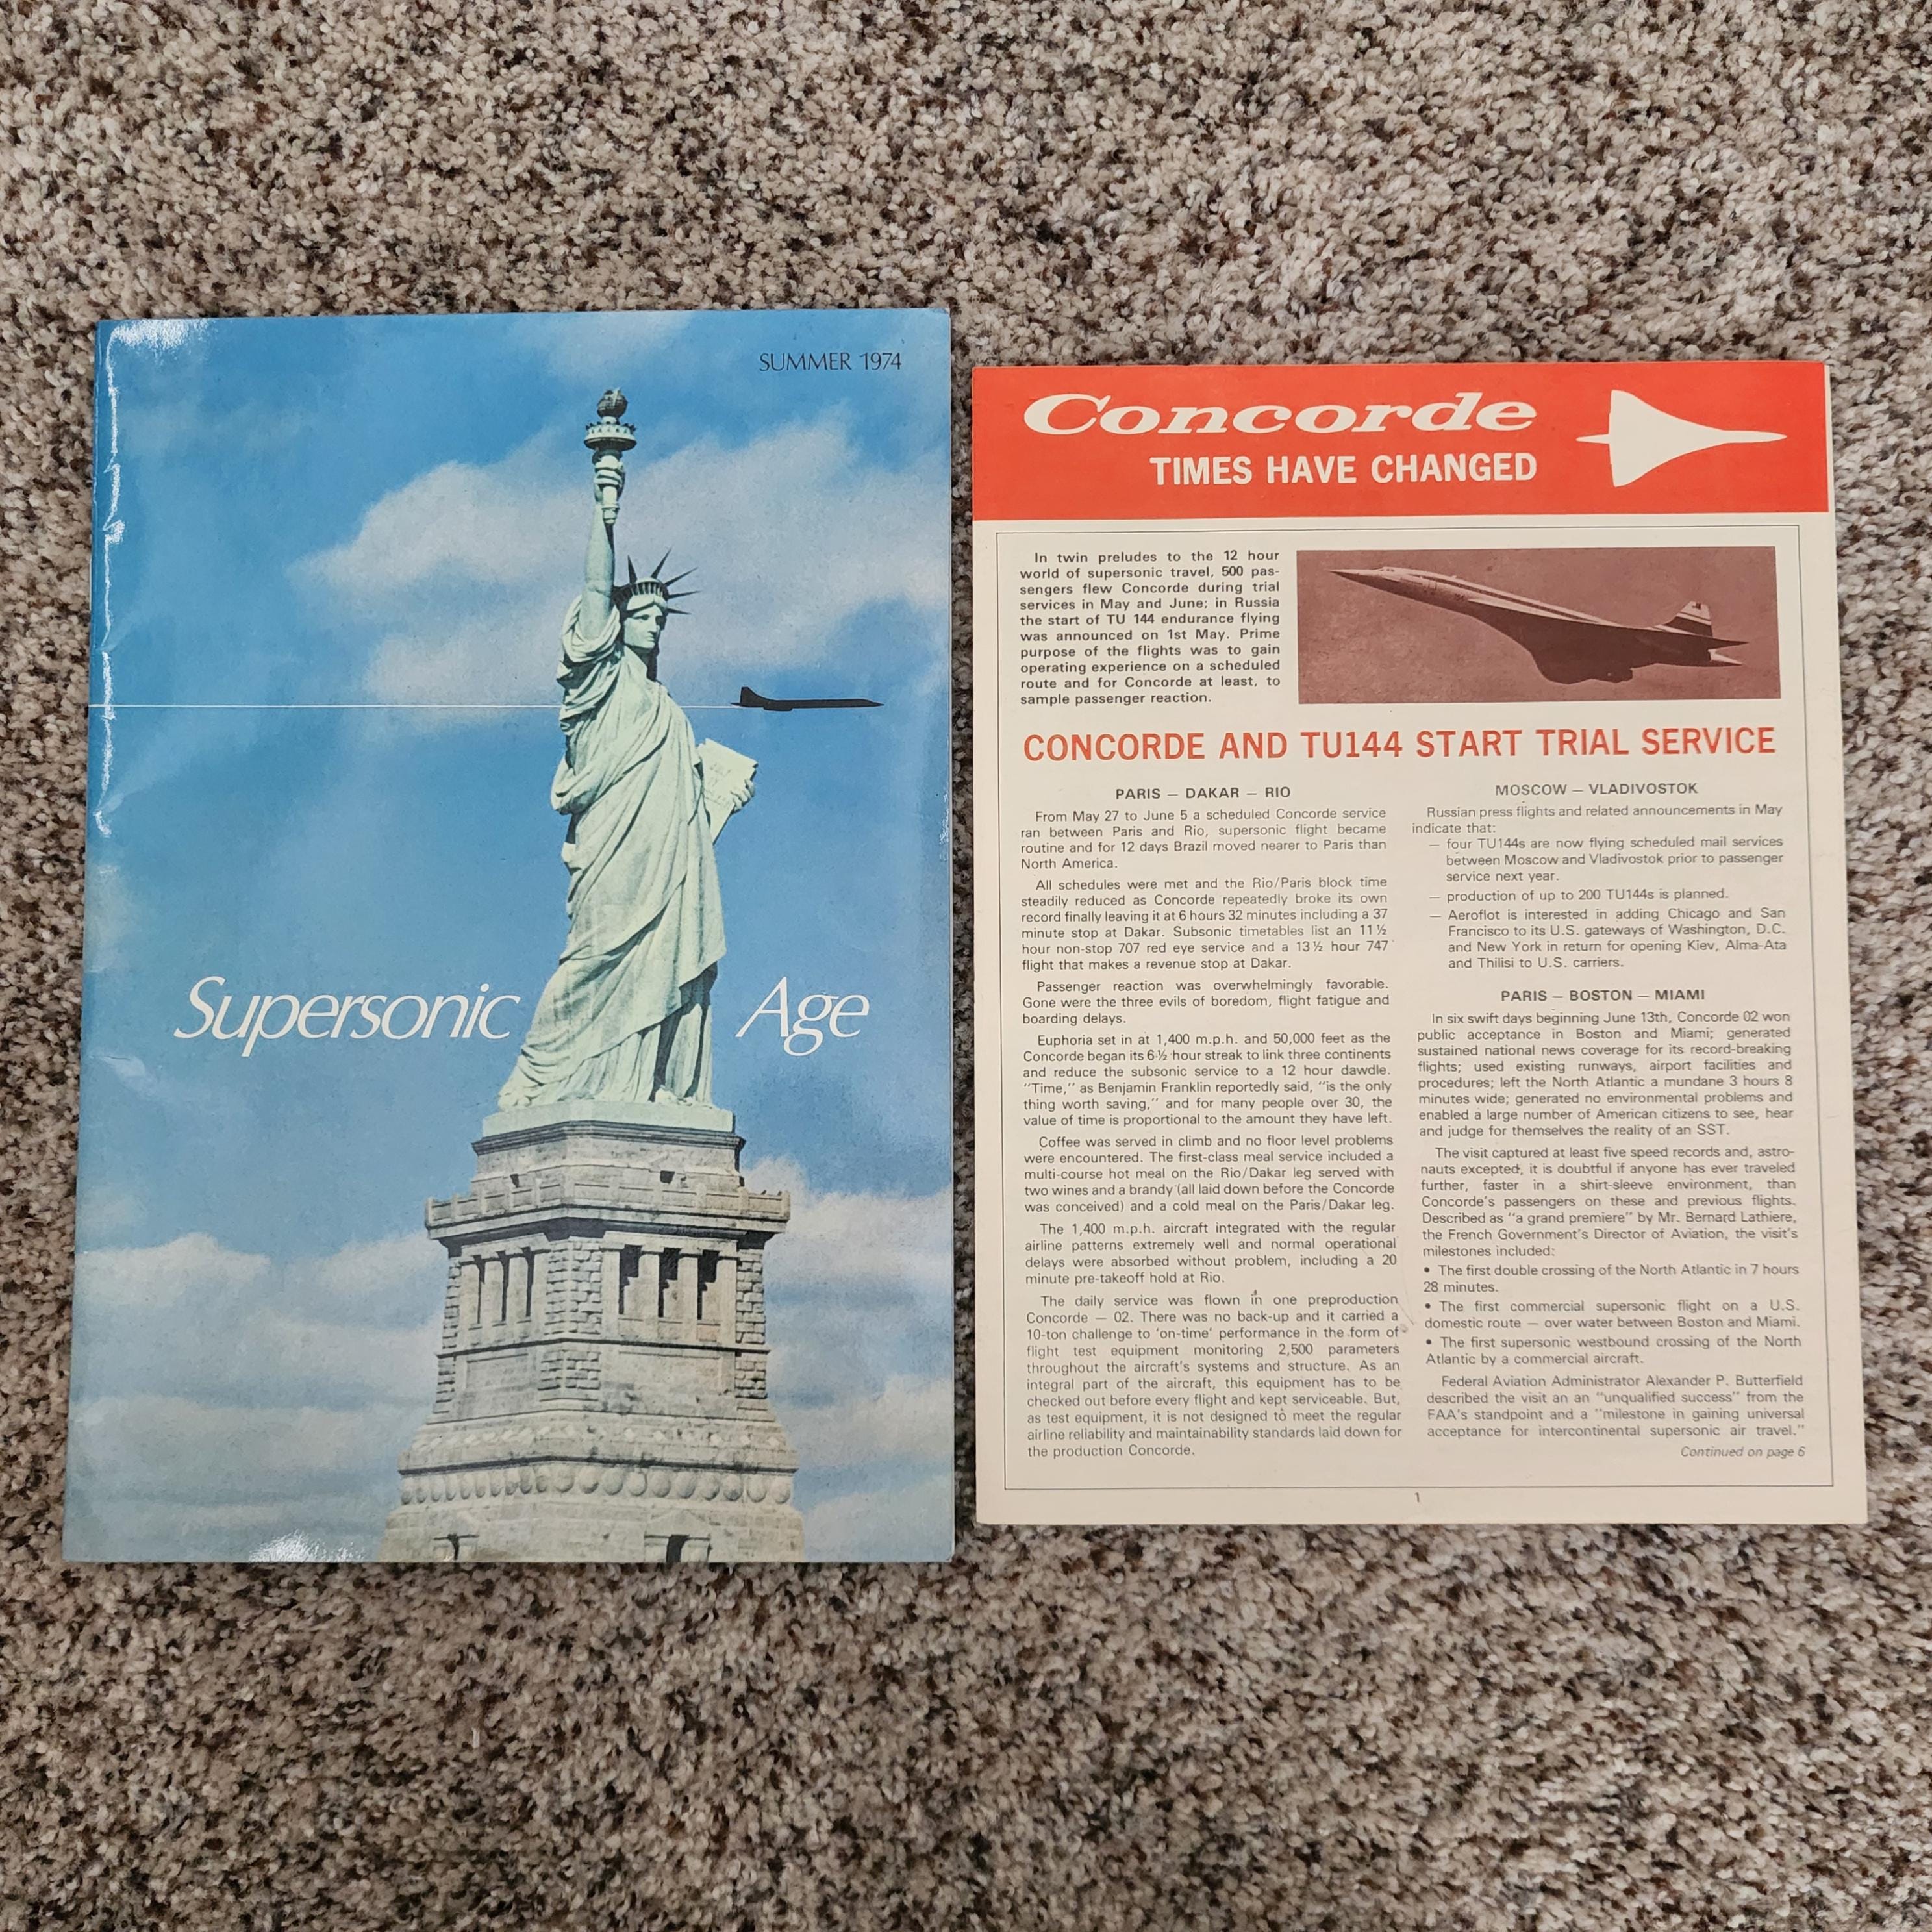 SUMMER 1974
Supersonic Age
Concorde
TIMES HAVE CHANGED
In twin preludes to the 12 hour
world of supersonic travel, 500 pas-
sengers flew Concorde during trial
services in May and June; in Russia
the start of TU 144 endurance flying
was announced on 1st May. Prime
purpose of the flights was to gain
operating experience on a scheduled
route and for Concorde at least, to
sample passenger reaction.
CONCORDE AND TU144 START TRIAL SERVICE
PARIS — DAKAR — RIO
From May 27 to June 5 a scheduled Concorde service
ran between Paris and Rio, supersonic flight became
routine and for 12 days Brazil moved nearer to Paris than
North America.
All schedules were met and the Rio/Paris block time
steadily reduced as Concorde repeatedly broke its own
record finally leaving it at 6 hours 32 minutes including a 37
minute stop at Dakar. Subsonic timetables list an 11½
hour non-stop 707 red eye service and a 13½ hour 747
flight that makes a revenue stop at Dakar.
Passenger reaction was overwhelmingly favorable.
Gone were the three evils of boredom, flight fatigue and
boarding delays.
Euphoria set in at 1,400 m.p.h. and 50,000 feet as the
Concorde began its 6½ hour streak to link three continents
and reduce the subsonic service to a 12 hour dawdle.
"Time," as Benjamin Franklin reportedly said, "is the only
thing worth saving," and for many people over 30, the
value of time is proportional to the amount they have left.
Coffee was served in climb and no floor level problems
were encountered. The first-class meal service included a
multi-course hot meal on the Rio/Dakar leg served with
two wines and a brandy (all laid down before the Concorde
was conceived) and a cold meal on the Paris/Dakar leg.
The 1,400 m.p.h. aircraft integrated with the regular
airline patterns extremely well and normal operational
delays were absorbed without problem, including a 20
minute pre-takeoff hold at Rio.
The daily service was flown in one preproduction
Concorde — 02. There was no back-up and it carried a
10-ton challenge to 'on-time' performance in the form of
flight test equipment monitoring 2,500 parameters
throughout the aircraft's systems and structure. As an
integral part of the aircraft, this equipment has to be
checked out before every flight and kept serviceable. But,
as test equipment, it is not designed to meet the regular
airline reliability and maintainability standards laid down for
the production Concorde.
MOSCOW — VLADIVOSTOK
Russian press flights and related announcements in May
indicate that:
— four TU144s are now flying scheduled mail services
between Moscow and Vladivostok prior to passenger
service next year.
— production of up to 200 TU144s is planned.
— Aeroflot is interested in adding Chicago and San
Francisco to its U.S. gateways of Washington, D.C.
and New York in return for opening Kiev, Alma-Ata
and Thilisi to U.S. carriers.
PARIS — BOSTON — MIAMI
In six swift days beginning June 13th, Concorde 02 won
public acceptance in Boston and Miami; generated
sustained national news coverage for its record-breaking
flights; used existing runways, airport facilities and
procedures; left the North Atlantic a mundane 3 hours 8
minutes wide; generated no environmental problems and
enabled a large number of American citizens to see, hear
and judge for themselves the reality of an SST.
The visit captured at least five speed records and, astro-
nauts excepted, it is doubtful if anyone has ever traveled
further, faster in a shirt-sleeve environment, than
Concorde's passengers on these and previous flights.
Described as "a grand premiere" by Mr. Bernard Lathiere,
the French Government's Director of Aviation, the visit's
milestones included:
• The first double crossing of the North Atlantic in 7 hours
28 minutes.
• The first commercial supersonic flight on a U.S.
domestic route — over water between Boston and Miami.
• The first supersonic westbound crossing of the North
Atlantic by a commercial aircraft.
Federal Aviation Administrator Alexander P. Butterfield
described the visit an an "unqualified success" from the
FAA's standpoint and a "milestone in gaining universal
acceptance for intercontinental supersonic air travel."
Continued on page 6
1